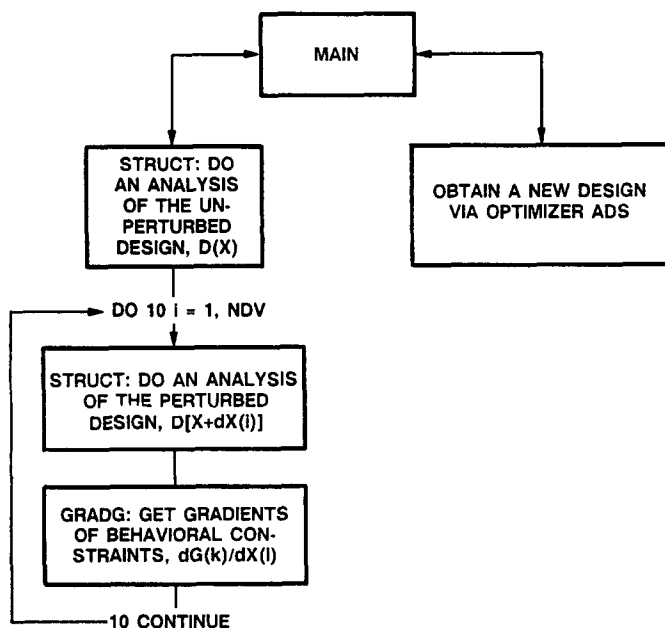 MAIN
STRUCT: DO
AN ANALYSIS
OF THE UN-
PERTURBED
DESIGN, D(X)
OBTAIN A NEW DESIGN
VIA OPTIMIZER ADS
DO 10 i = 1, NDV
STRUCT: DO AN ANALYSIS
OF THE PERTURBED
DESIGN, D[X+dX(i)]
GRADG: GET GRADIENTS
OF BEHAVIORAL CON-
STRAINTS, dG(k)/dX(l)
10 CONTINUE